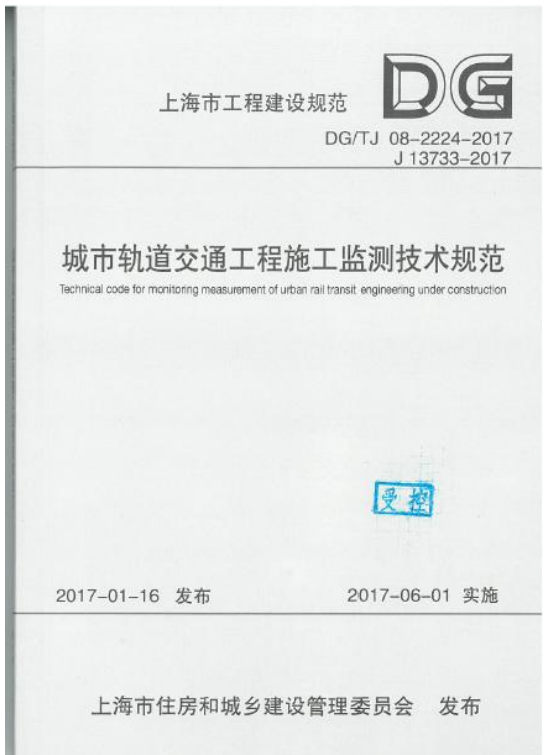 上海市工程建设规范
DG
DG/TJ 08-2224-2017
J 13733-2017
城市轨道交通工程施工监测技术规范
Technical code for monitoring measurement of urban rail transit engineering under construction
受控
2017-01-16 发布
2017-06-01 实施
上海市住房和城乡建设管理委员会 发布